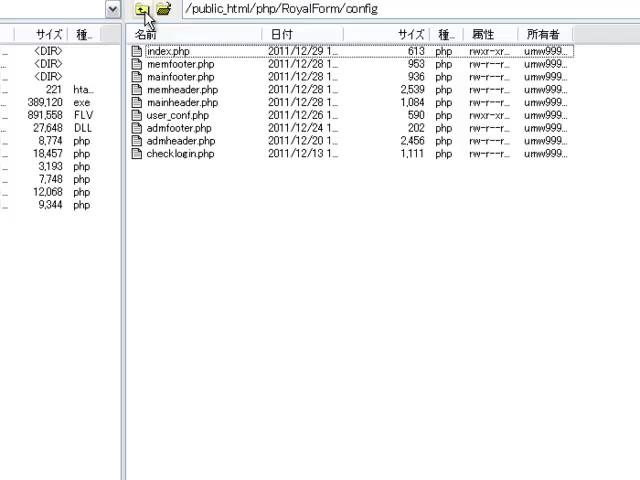 /public_html/php/RoyalForm/config
サイズ 種... 名前 日付 サイズ 種... 属性 所有者
<DIR> index.php 2011/12/29 1... 613 php rwxr-xr... umw999...
<DIR> memfooter.php 2011/12/28 1... 953 php rw-r--r... umw999...
<DIR> mainfooter.php 2011/12/28 1... 936 php rw-r--r... umw999...
221 hta... memheader.php 2011/12/28 1... 2,539 php rw-r--r... umw999...
389,120 exe mainheader.php 2011/12/28 1... 1,084 php rw-r--r... umw999...
891,558 FLV user_conf.php 2011/12/26 1... 590 php rwxr-xr... umw999...
27,648 DLL admfooter.php 2011/12/24 1... 202 php rw-r--r... umw999...
8,774 php admheader.php 2011/12/20 1... 2,456 php rw-r--r... umw999...
18,457 php checklogin.php 2011/12/13 1... 1,111 php rw-r--r... umw999...
3,193 php
7,748 php
12,068 php
9,344 php